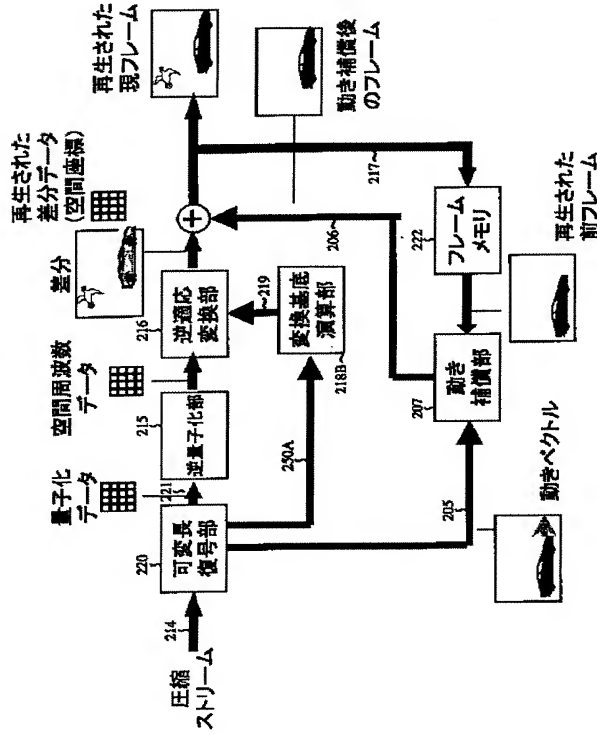 圧縮
ストリーム
214
220
可変長
復号部
量子化
データ
221
215
逆量子化部
空間周波数
データ
216
逆適応
変換部
差分
再生された
差分データ
(空間座標)
再生された
現フレーム
250A
219
変換基底
演算部
218B
206
217
動き補償後
のフレーム
205
207
動き
補償部
222
フレーム
メモリ
動きベクトル
再生された
前フレーム